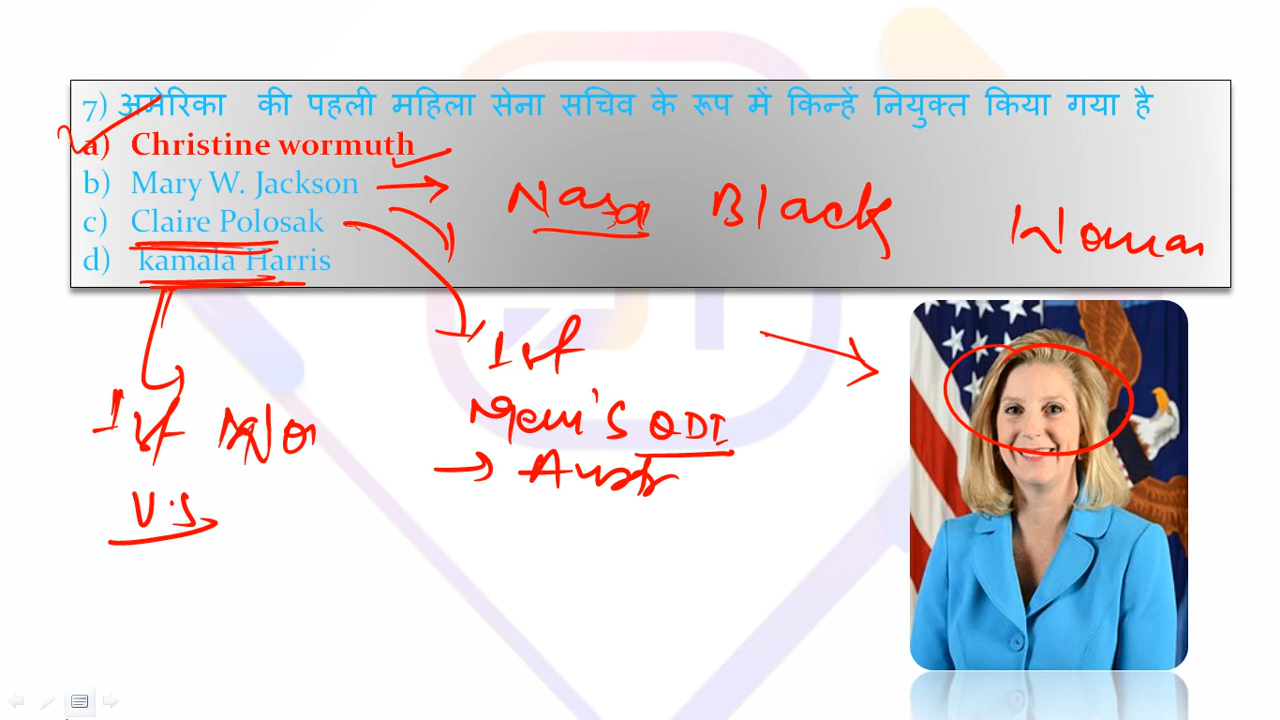 7) अमेरिका की पहली महिला सेना सचिव के रूप में किन्हें नियुक्त किया गया है
a) Christine wormuth
b) Mary W. Jackson
c) Claire Polosak
d) kamala Harris
Nasa Black Woman
1st
Men's ODI
Austr
1st
V.S